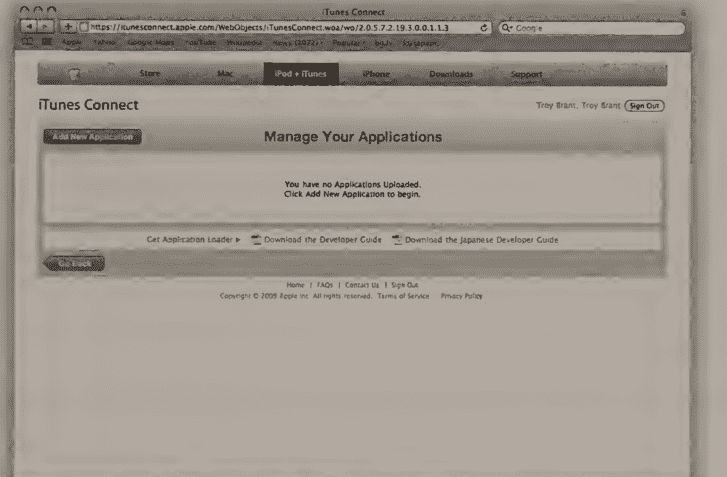 iTunes Connect
https://itunesconnect.apple.com/WebObjects/iTunesConnect.woa/wo/2.0.5.7.2.19.3.0.0.1.1.3
Google
Apple Yahoo! Google Maps YouTube Wikipedia News Popular
Store Mac iPod + iTunes iPhone Downloads Support
iTunes Connect
Troy Brant, Troy Brant Sign Out
Add New Application
Manage Your Applications
You have no Applications Uploaded.
Click Add New Application to begin.
Get Application Loader Download the Developer Guide Download the Japanese Developer Guide
Go Back
Home | FAQs | Contact Us | Sign Out
Copyright © 2009 Apple Inc. All rights reserved. Terms of Service Privacy Policy